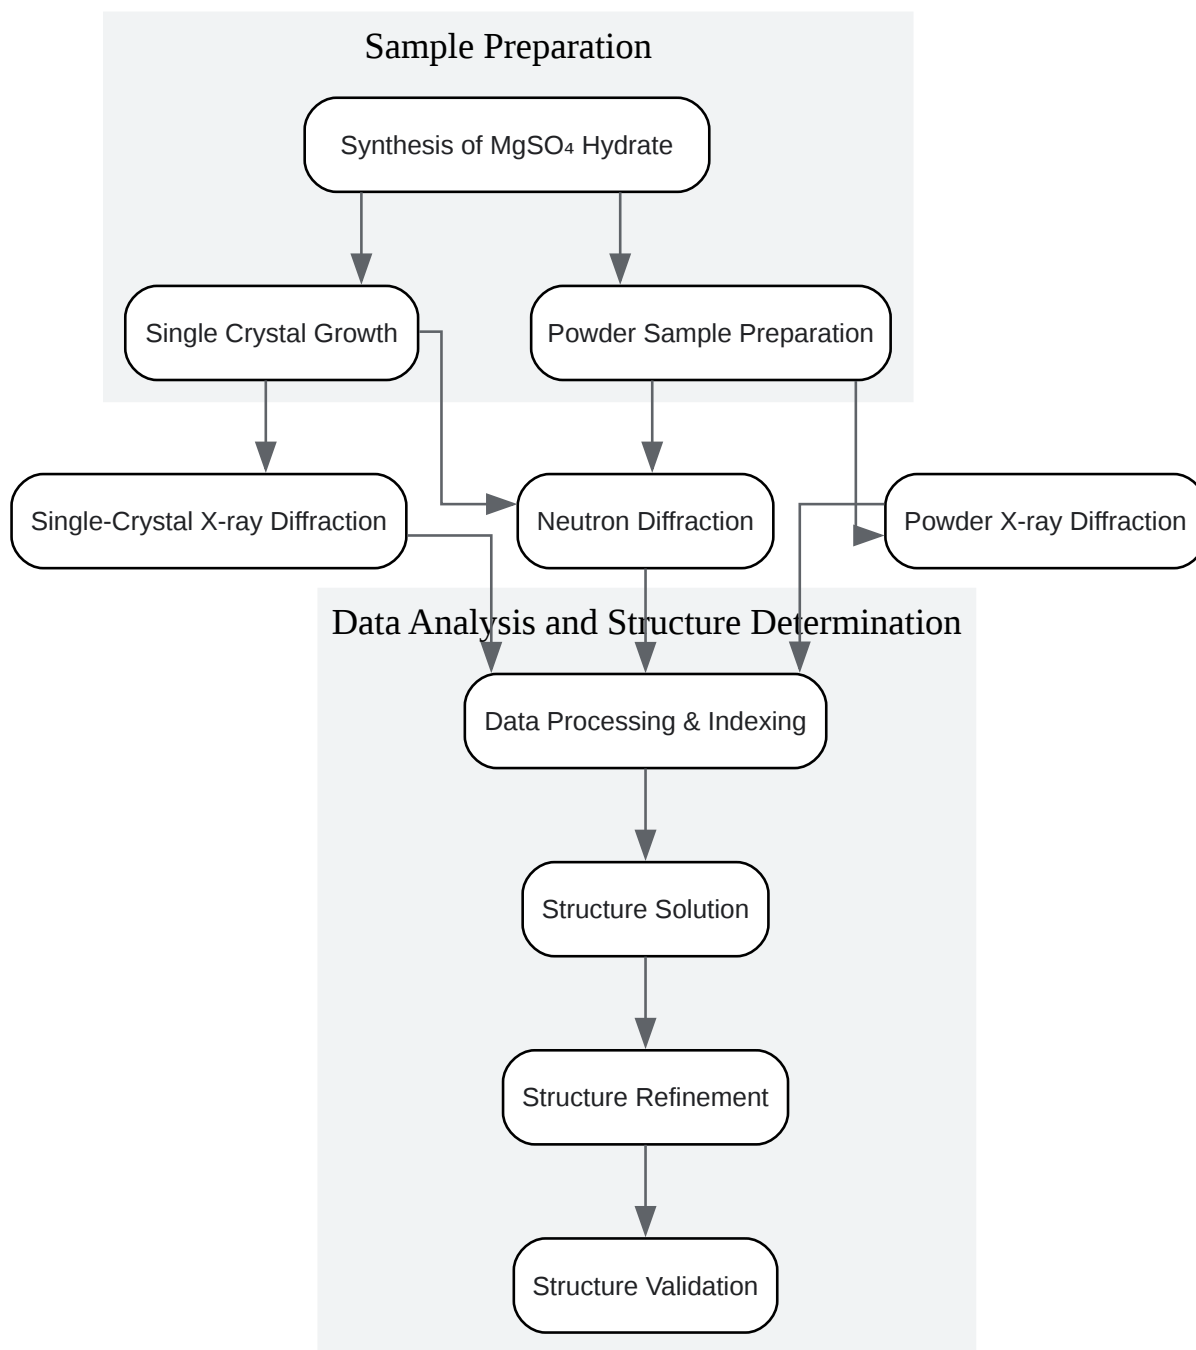 Sample Preparation
Synthesis of MgSO₄ Hydrate
Single Crystal Growth
Powder Sample Preparation
Single-Crystal X-ray Diffraction
Neutron Diffraction
Powder X-ray Diffraction
Data Analysis and Structure Determination
Data Processing & Indexing
Structure Solution
Structure Refinement
Structure Validation